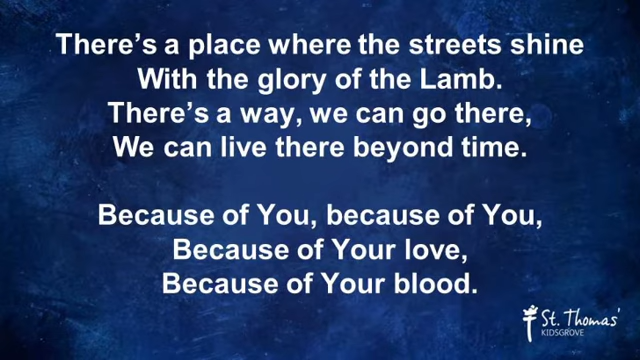 There’s a place where the streets shine
With the glory of the Lamb.
There’s a way, we can go there,
We can live there beyond time.
Because of You, because of You,
Because of Your love,
Because of Your blood.
St. Thomas'
KIDSGROVE